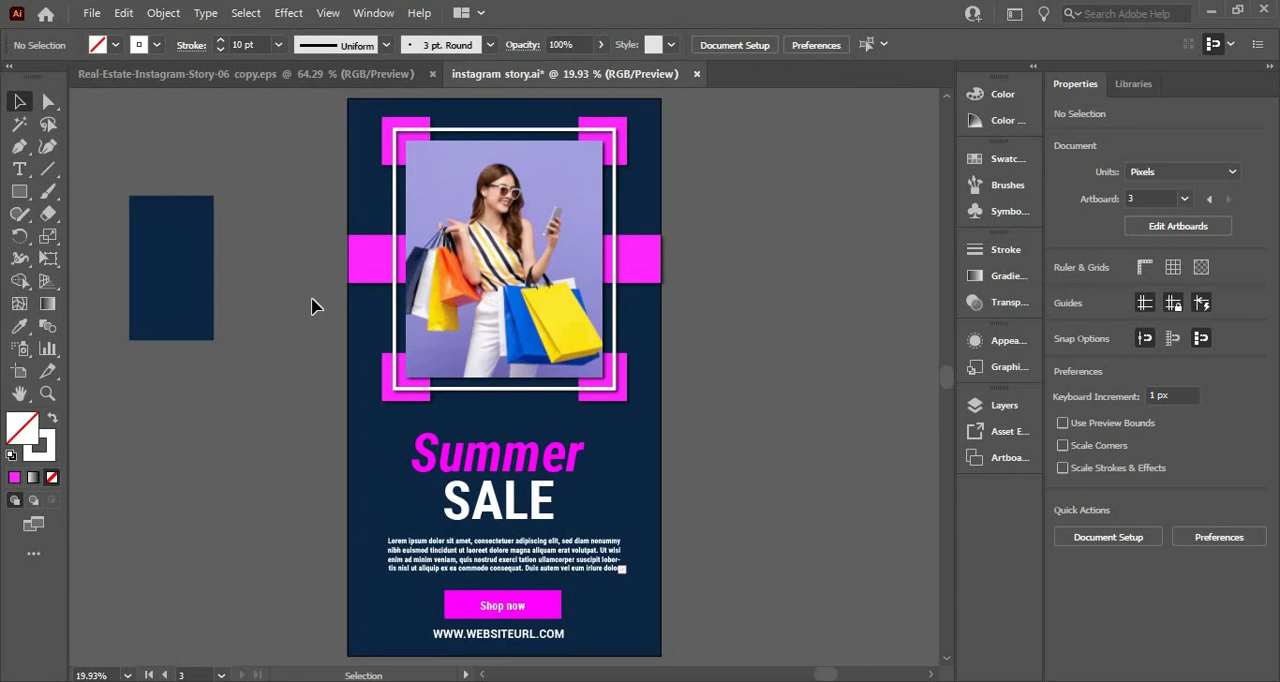 Ai File Edit Object Type Select Effect View Window Help Search Adobe Help
No Selection Stroke: 10 pt Uniform 3 pt. Round Opacity: 100% Style: Document Setup Preferences
Real-Estate-Instagram-Story-06 copy.eps @ 64.29 % (RGB/Preview) × instagram story.ai* @ 19.93 % (RGB/Preview) ×
Color
Color ...
Swatc...
Brushes
Symbo...
Stroke
Gradie...
Transp...
Appea...
Graphi...
Layers
Asset E...
Artboa...
Properties Libraries
No Selection
Document
Units: Pixels
Artboard: 3
Edit Artboards
Ruler & Grids
Guides
Snap Options
Preferences
Keyboard Increment: 1 px
Use Preview Bounds
Scale Corners
Scale Strokes & Effects
Quick Actions
Document Setup Preferences
Summer
SALE
Lorem ipsum dolor sit amet, consectetuer adipiscing elit, sed diam nonummy
nibh euismod tincidunt ut laoreet dolore magna aliquam erat volutpat. Ut wisi
enim ad minim veniam, quis nostrud exerci tation ullamcorper suscipit lobor-
tis nisl ut aliquip ex ea commodo consequat. Duis autem vel eum iriure dolo
Shop now
WWW.WEBSITEURL.COM
19.93% 3 Selection